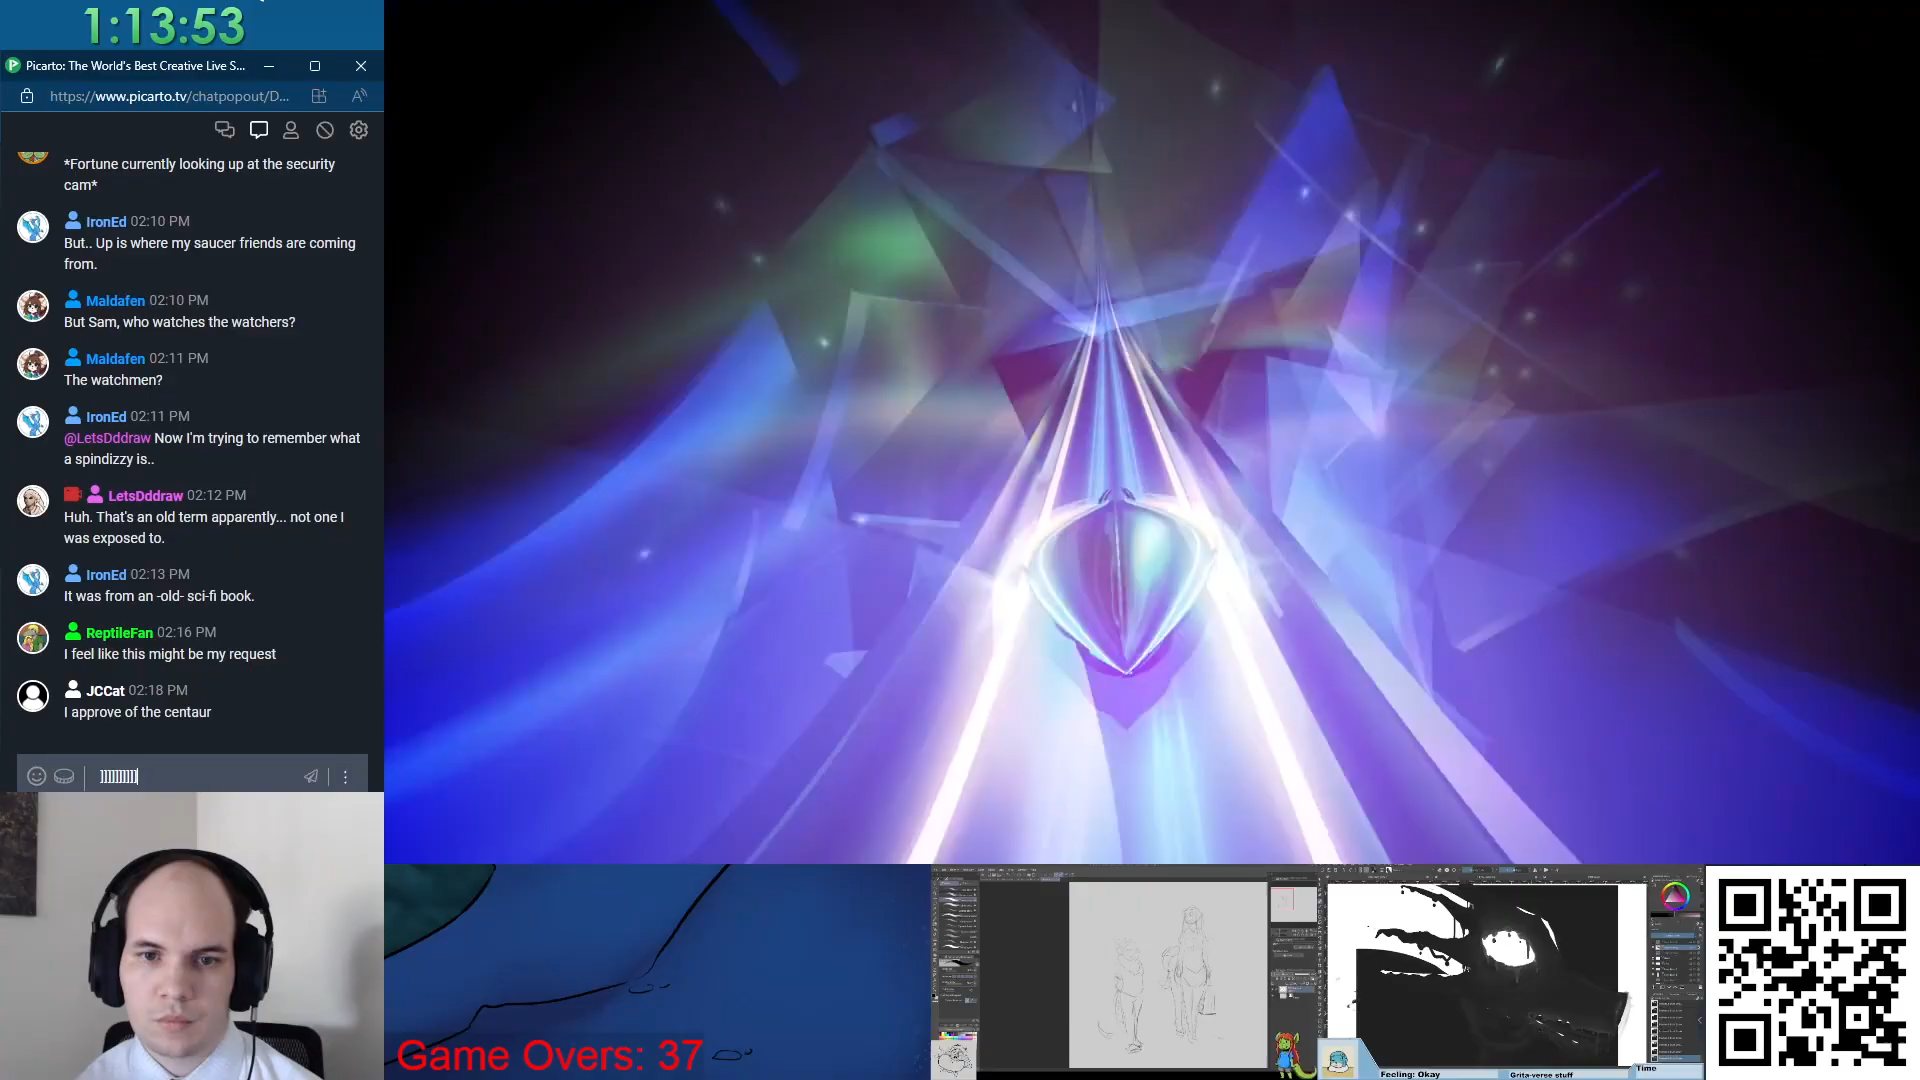 1:13:53
Picarto: The World's Best Creative Live S...
https://www.picarto.tv/chatpopout/D...
*Fortune currently looking up at the security
cam*
IronEd 02:10 PM
But.. Up is where my saucer friends are coming
from.
Maldafen 02:10 PM
But Sam, who watches the watchers?
Maldafen 02:11 PM
The watchmen?
IronEd 02:11 PM
@LetsDddraw Now I'm trying to remember what
a spindizzy is..
LetsDddraw 02:12 PM
Huh. That's an old term apparently... not one I
was exposed to.
IronEd 02:13 PM
It was from an -old- sci-fi book.
ReptileFan 02:16 PM
I feel like this might be my request
JCCat 02:18 PM
I approve of the centaur
]]]]]]]]]]
Game Overs: 37
Feeling: Okay
Grita-verse stuff
Time